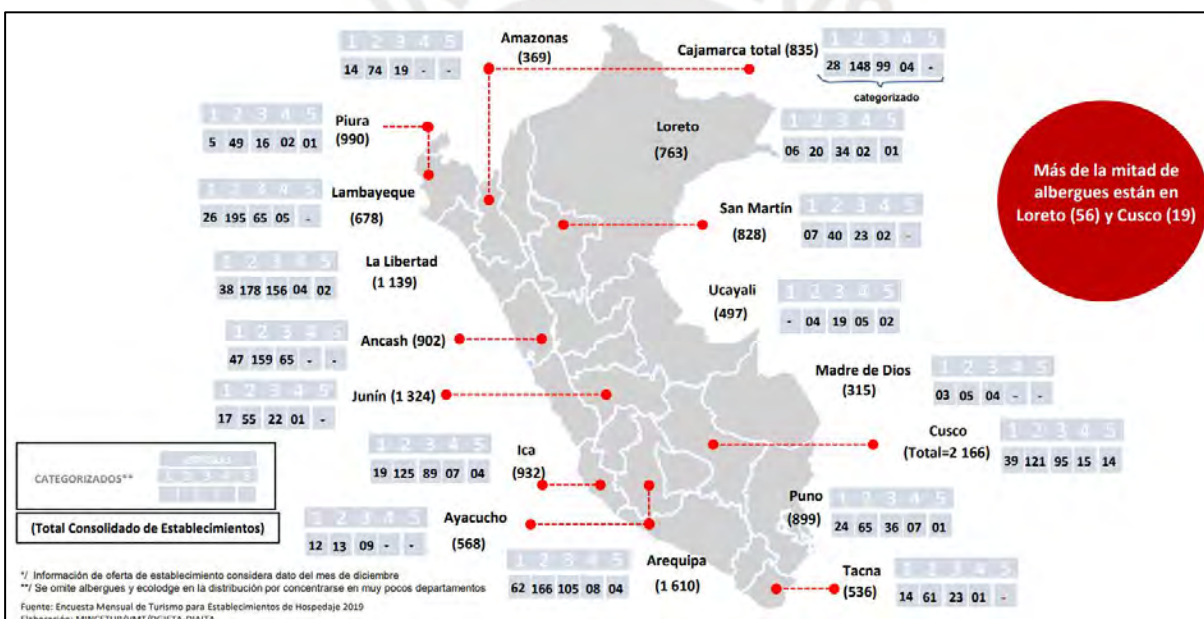 1 2 3 4 5
14 74 19 - -
Amazonas
(369)
Cajamarca total (835)
1 2 3 4 5
28 148 99 04 -
categorizado
1 2 3 4 5
5 49 16 02 01
Piura
(990)
Loreto
(763)
1 2 3 4 5
06 20 34 02 01
Más de la mitad de
albergues están en
Loreto (56) y Cusco (19)
1 2 3 4 5
26 195 65 05 -
Lambayeque
(678)
San Martín
(828)
1 2 3 4 5
07 40 23 02 -
1 2 3 4 5
38 178 156 04 02
La Libertad
(1 139)
Ucayali
(497)
1 2 3 4 5
- 04 19 05 02
1 2 3 4 5
47 159 65 - -
Ancash (902)
Madre de Dios
(315)
1 2 3 4 5
03 05 04 - -
1 2 3 4 5
17 55 22 01 -
Junín (1 324)
Cusco
(Total=2 166)
1 2 3 4 5
39 121 95 15 14
1 2 3 4 5
19 125 89 07 04
Ica
(932)
CATEGORIZADOS**
1 2 3 4 5
(Total Consolidado de Establecimientos)
Puno
(899)
1 2 3 4 5
24 65 36 07 01
1 2 3 4 5
12 13 09 - -
Ayacucho
(568)
1 2 3 4 5
62 166 105 08 04
Arequipa
(1 610)
Tacna
(536)
1 2 3 4 5
14 61 23 01 -
*/ Información de oferta de establecimiento considera dato del mes de diciembre
**/ Se omite albergues y ecolodge en la distribución por concentrarse en muy pocos departamentos
Fuente: Encuesta Mensual de Turismo para Establecimientos de Hospedaje 2019